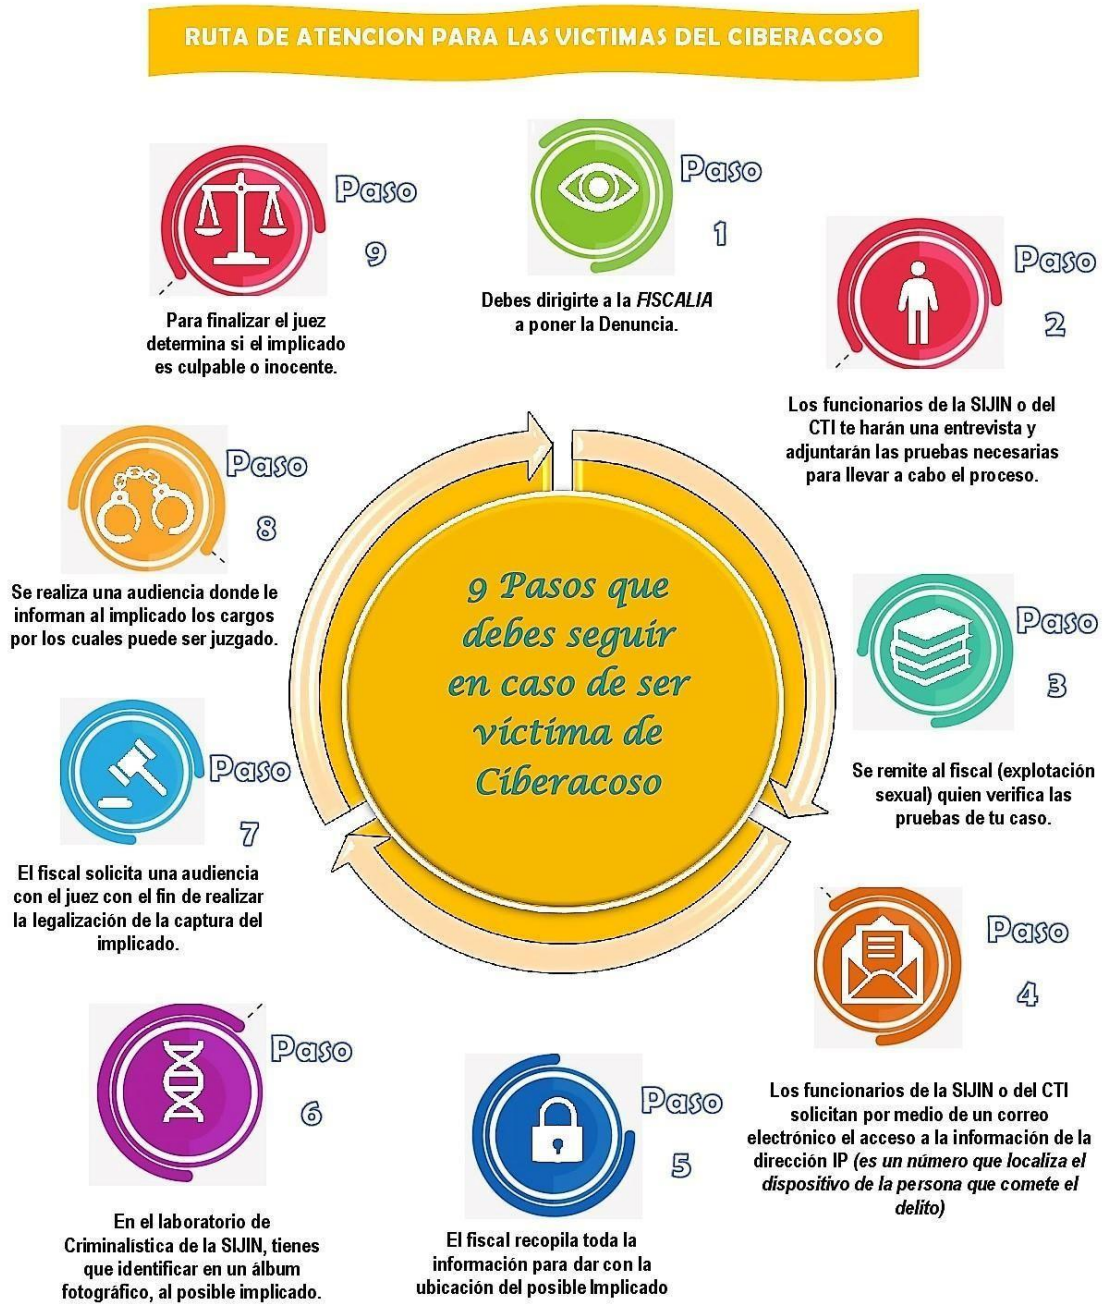 RUTA DE ATENCION PARA LAS VICTIMAS DEL CIBERACOSO
Paso
1
Debes dirigirte a la FISCALIA
a poner la Denuncia.
Paso
2
Los funcionarios de la SIJIN o del
CTI te harán una entrevista y
adjuntarán las pruebas necesarias
para llevar a cabo el proceso.
Paso
3
Se remite al fiscal (explotación
sexual) quien verifica las
pruebas de tu caso.
Paso
4
Los funcionarios de la SIJIN o del CTI
solicitan por medio de un correo
electrónico el acceso a la información de la
dirección IP (es un número que localiza el
dispositivo de la persona que comete el
delito)
Paso
5
El fiscal recopila toda la
información para dar con la
ubicación del posible Implicado
Paso
6
En el laboratorio de
Criminalística de la SIJIN, tienes
que identificar en un álbum
fotográfico, al posible implicado.
Paso
7
El fiscal solicita una audiencia
con el juez con el fin de realizar
la legalización de la captura del
implicado.
Paso
8
Se realiza una audiencia donde le
informan al implicado los cargos
por los cuales puede ser juzgado.
Paso
9
Para finalizar el juez
determina si el implicado
es culpable o inocente.
9 Pasos que
debes seguir
en caso de ser
víctima de
Ciberacoso